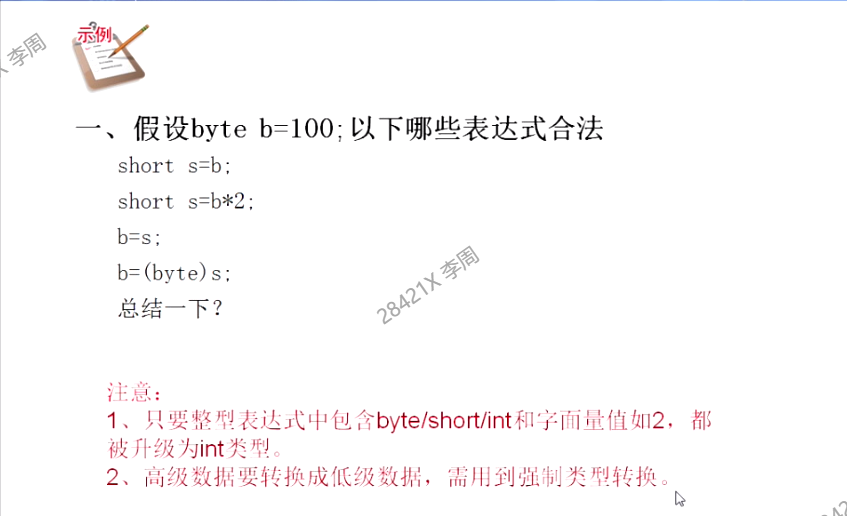 示例
X 李周
一、假设byte b=100;以下哪些表达式合法
short s=b;
short s=b*2;
b=s;
b=(byte)s;
28421X 李周
总结一下?
注意:
1、只要整型表达式中包含byte/short/int和字面量值如2，都
被升级为int类型。
2、高级数据要转换成低级数据，需用到强制类型转换。
842